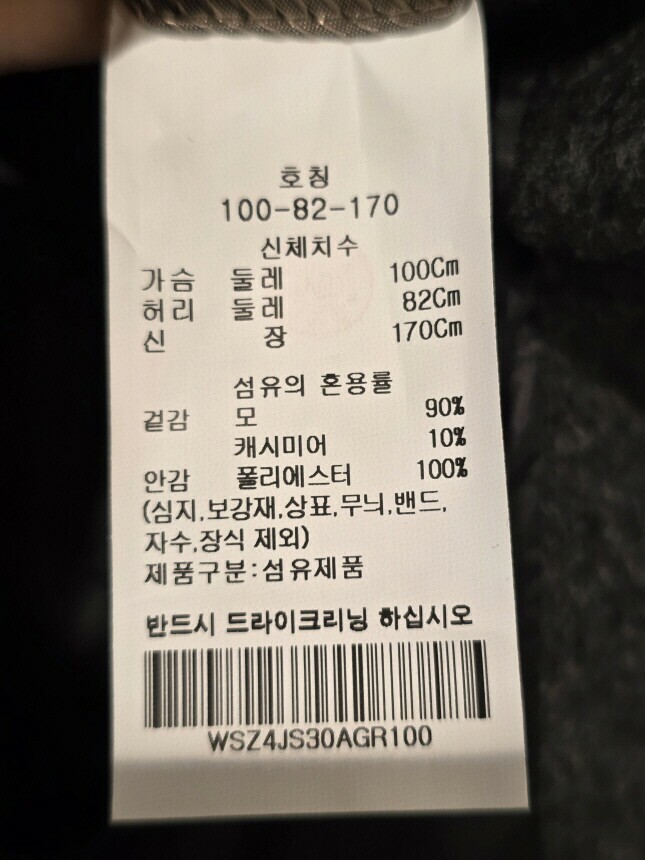 호칭
100-82-170
신체치수
가슴 둘레 100Cm
허리 둘레 82Cm
신 장 170Cm
섬유의 혼용률
겉감 모 90%
캐시미어 10%
안감 폴리에스터 100%
(심지,보강재,상표,무늬,밴드,
자수,장식 제외)
제품구분:섬유제품
반드시 드라이크리닝 하십시오
WSZ4JS30AGR100